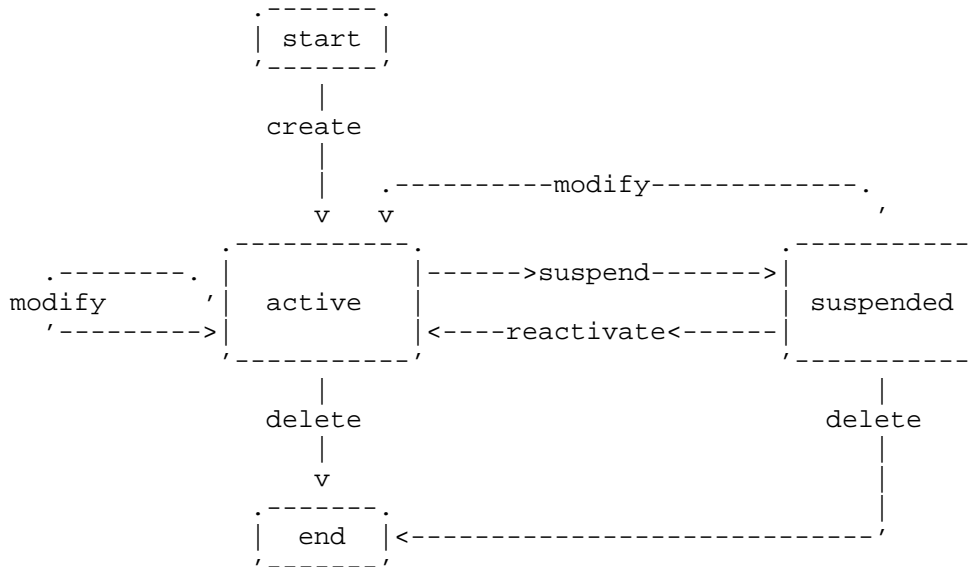 start
create
modify
suspend
modify active suspended
reactivate
delete delete
end